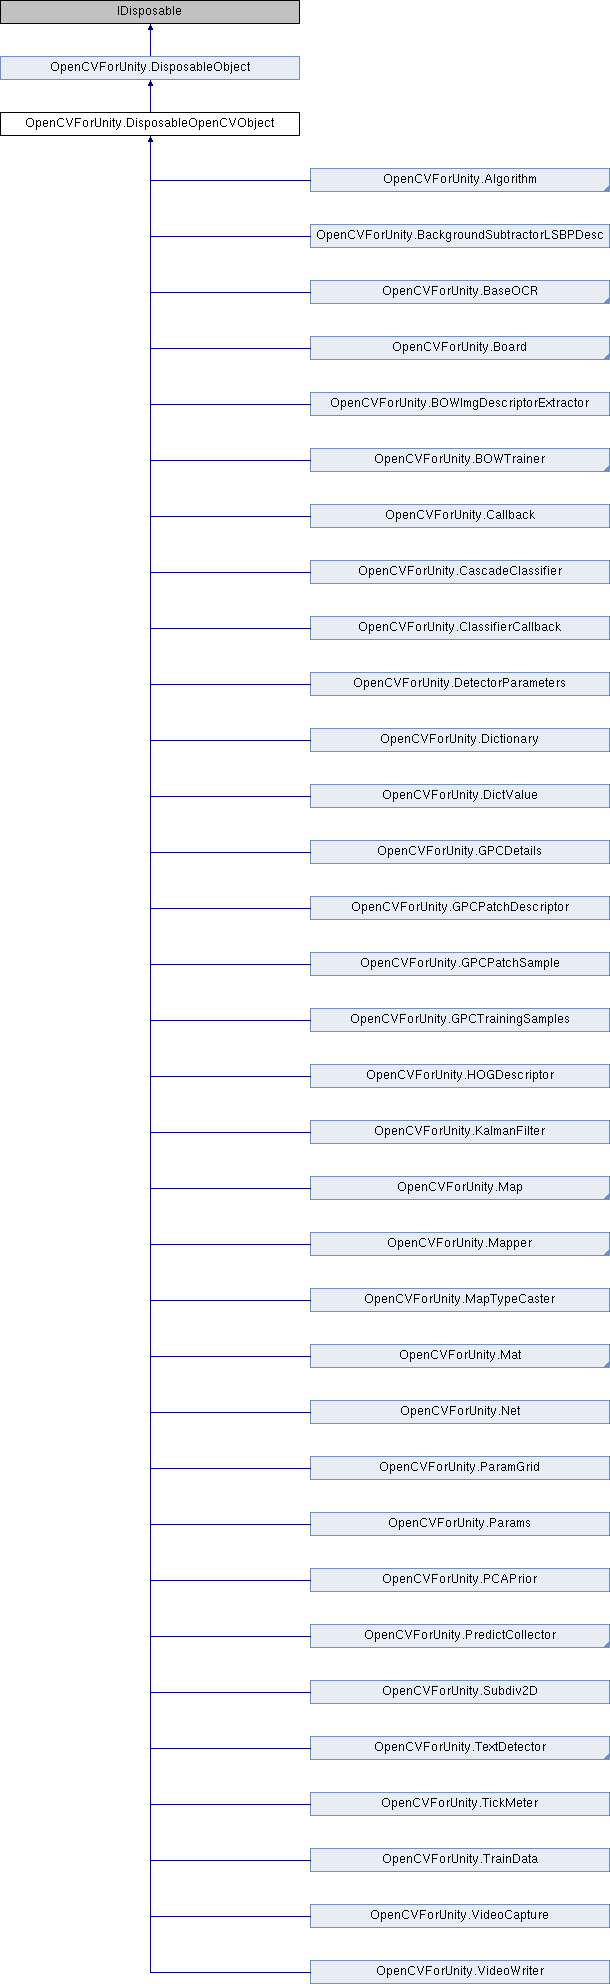 IDisposable
OpenCVForUnity.DisposableObject
OpenCVForUnity.DisposableOpenCVObject
OpenCVForUnity.Algorithm
OpenCVForUnity.BackgroundSubtractorLSBPDesc
OpenCVForUnity.BaseOCR
OpenCVForUnity.Board
OpenCVForUnity.BOWImgDescriptorExtractor
OpenCVForUnity.BOWTrainer
OpenCVForUnity.Callback
OpenCVForUnity.CascadeClassifier
OpenCVForUnity.ClassifierCallback
OpenCVForUnity.DetectorParameters
OpenCVForUnity.Dictionary
OpenCVForUnity.DictValue
OpenCVForUnity.GPCDetails
OpenCVForUnity.GPCPatchDescriptor
OpenCVForUnity.GPCPatchSample
OpenCVForUnity.GPCTrainingSamples
OpenCVForUnity.HOGDescriptor
OpenCVForUnity.KalmanFilter
OpenCVForUnity.Map
OpenCVForUnity.Mapper
OpenCVForUnity.MapTypeCaster
OpenCVForUnity.Mat
OpenCVForUnity.Net
OpenCVForUnity.ParamGrid
OpenCVForUnity.Params
OpenCVForUnity.PCAPrior
OpenCVForUnity.PredictCollector
OpenCVForUnity.Subdiv2D
OpenCVForUnity.TextDetector
OpenCVForUnity.TickMeter
OpenCVForUnity.TrainData
OpenCVForUnity.VideoCapture
OpenCVForUnity.VideoWriter